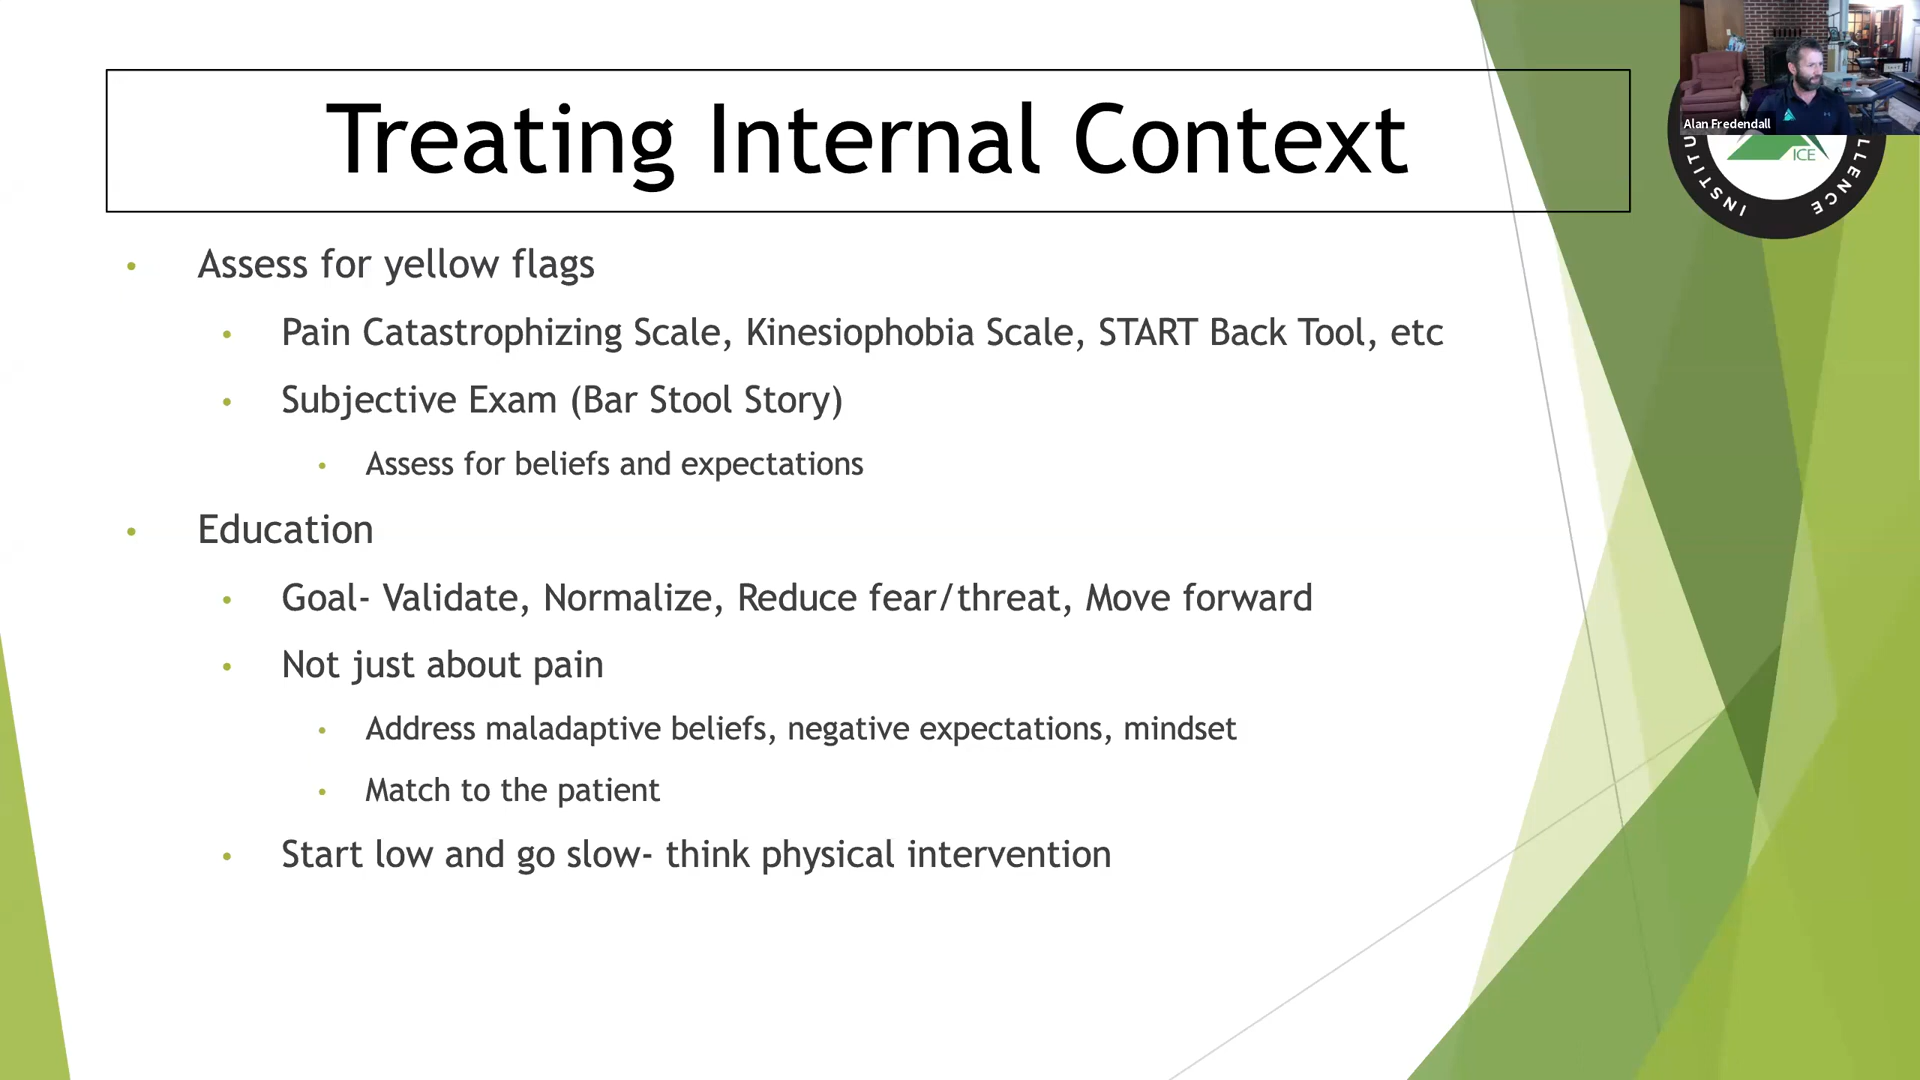 Treating Internal Context
Alan Fredendall
ICE
Assess for yellow flags
Pain Catastrophizing Scale, Kinesiophobia Scale, START Back Tool, etc
Subjective Exam (Bar Stool Story)
Assess for beliefs and expectations
Education
Goal- Validate, Normalize, Reduce fear/threat, Move forward
Not just about pain
Address maladaptive beliefs, negative expectations, mindset
Match to the patient
Start low and go slow- think physical intervention